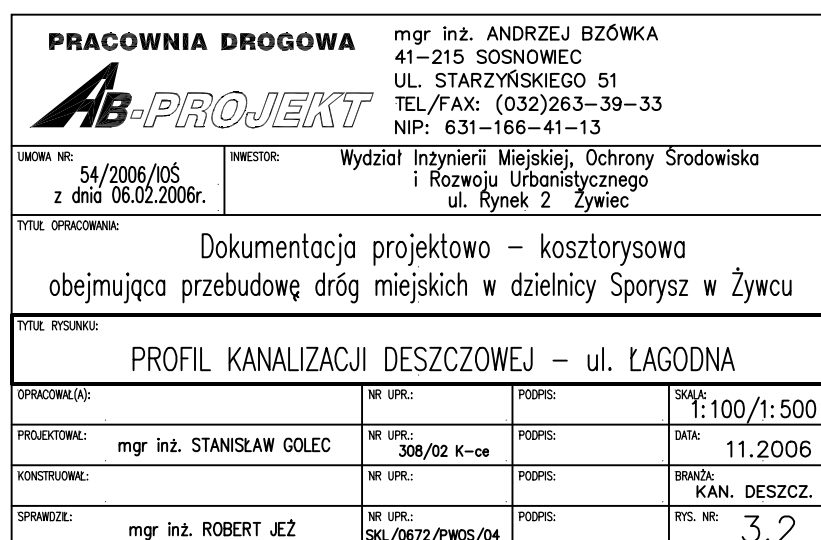 PRACOWNIA DROGOWA
AB-PROJEKT
mgr inż. ANDRZEJ BZÓWKA
41-215 SOSNOWIEC
UL. STARZYŃSKIEGO 51
TEL/FAX: (032)263-39-33
NIP: 631-166-41-13
UMOWA NR:
54/2006/IOŚ
z dnia 06.02.2006r.
INWESTOR:
Wydział Inżynierii Miejskiej, Ochrony Środowiska
i Rozwoju Urbanistycznego
ul. Rynek 2 Żywiec
TYTUŁ OPRACOWANIA:
Dokumentacja projektowo - kosztorysowa
obejmująca przebudowę dróg miejskich w dzielnicy Sporysz w Żywcu
TYTUŁ RYSUNKU:
PROFIL KANALIZACJI DESZCZOWEJ - ul. ŁAGODNA
OPRACOWAŁ(A):
NR UPR.:
PODPIS:
SKALA:
1:100/1:500
PROJEKTOWAŁ:
mgr inż. STANISŁAW GOLEC
NR UPR.:
308/02 K-ce
PODPIS:
DATA:
11.2006
KONSTRUOWAŁ:
NR UPR.:
PODPIS:
BRANŻA:
KAN. DESZCZ.
SPRAWDZIŁ:
mgr inż. ROBERT JEŻ
NR UPR.:
SKL/0672/PWOS/04
PODPIS:
RYS. NR:
3.2